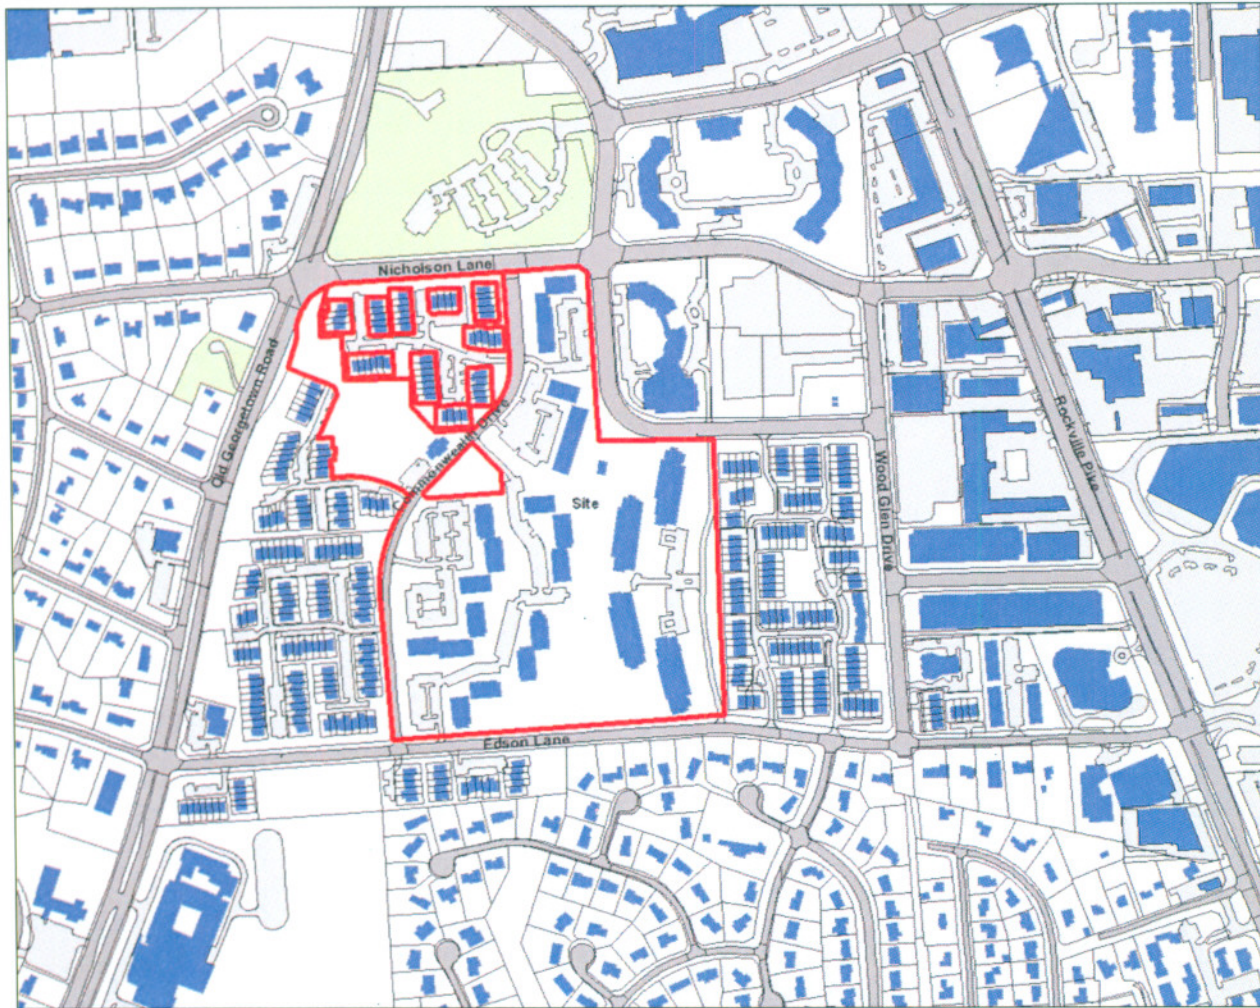 Nicholson Lane
Old Georgetown Road
Commonwealth Drive
Site
Rockville Pike
Wood Glen Drive
Edson Lane